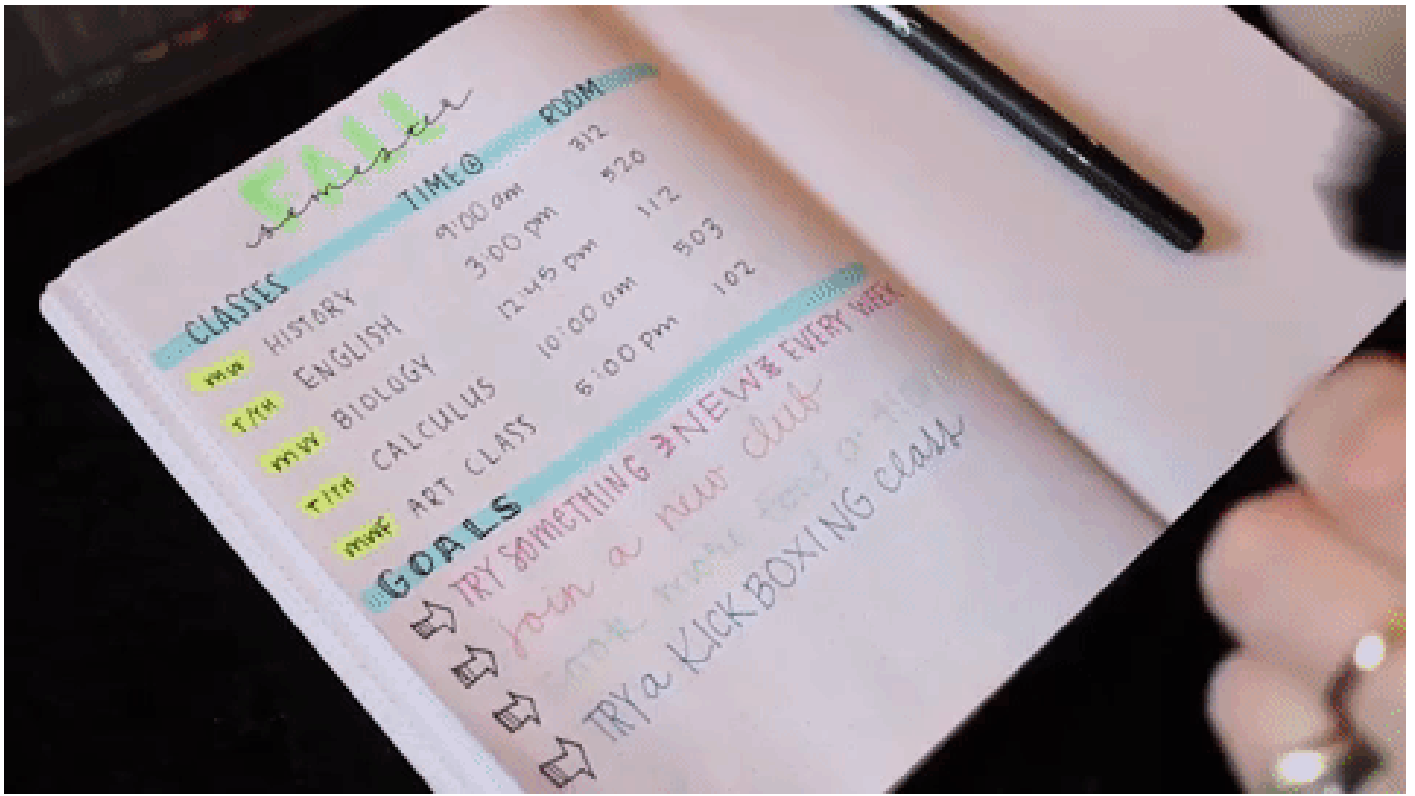 FALL
semester
CLASSES TIME ROOM
MW HISTORY 9:00 am 312
T/TH ENGLISH 3:00 pm 520
MW BIOLOGY 12:45 pm 112
T/TH CALCULUS 10:00 am 503
MWF ART CLASS 5:00 pm 102
GOALS
TRY SOMETHING NEW EVERY WEEK
join a new club
more
TRY a KICKBOXING class